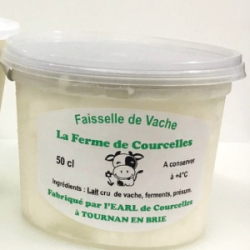 Faisselle de Vache
La Ferme de Courcelles
50 cl
A conserver
à +4°C
Ingrédients : Lait cru de vache, ferments, présure.
Fabriqué par l'EARL de Courcelles
à TOURNAN EN BRIE